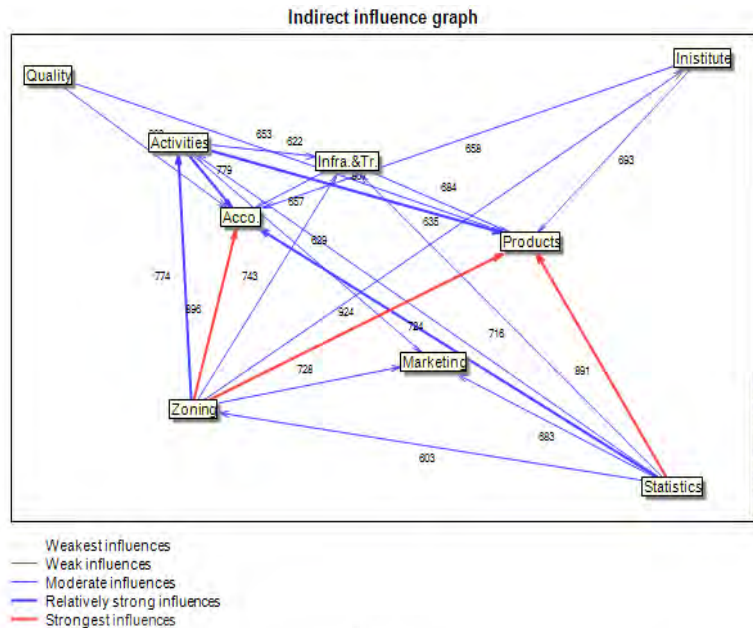 Indirect influence graph
Inistitute
Quality
653
622
658
Activities
Infra.&Tr.
693
779
684
657
Acco.
635
Products
629
774
743
896
924
724
716
728
Marketing
891
Zoning
683
603
Statistics
Weakest influences
Weak influences
Moderate influences
Relatively strong influences
Strongest influences